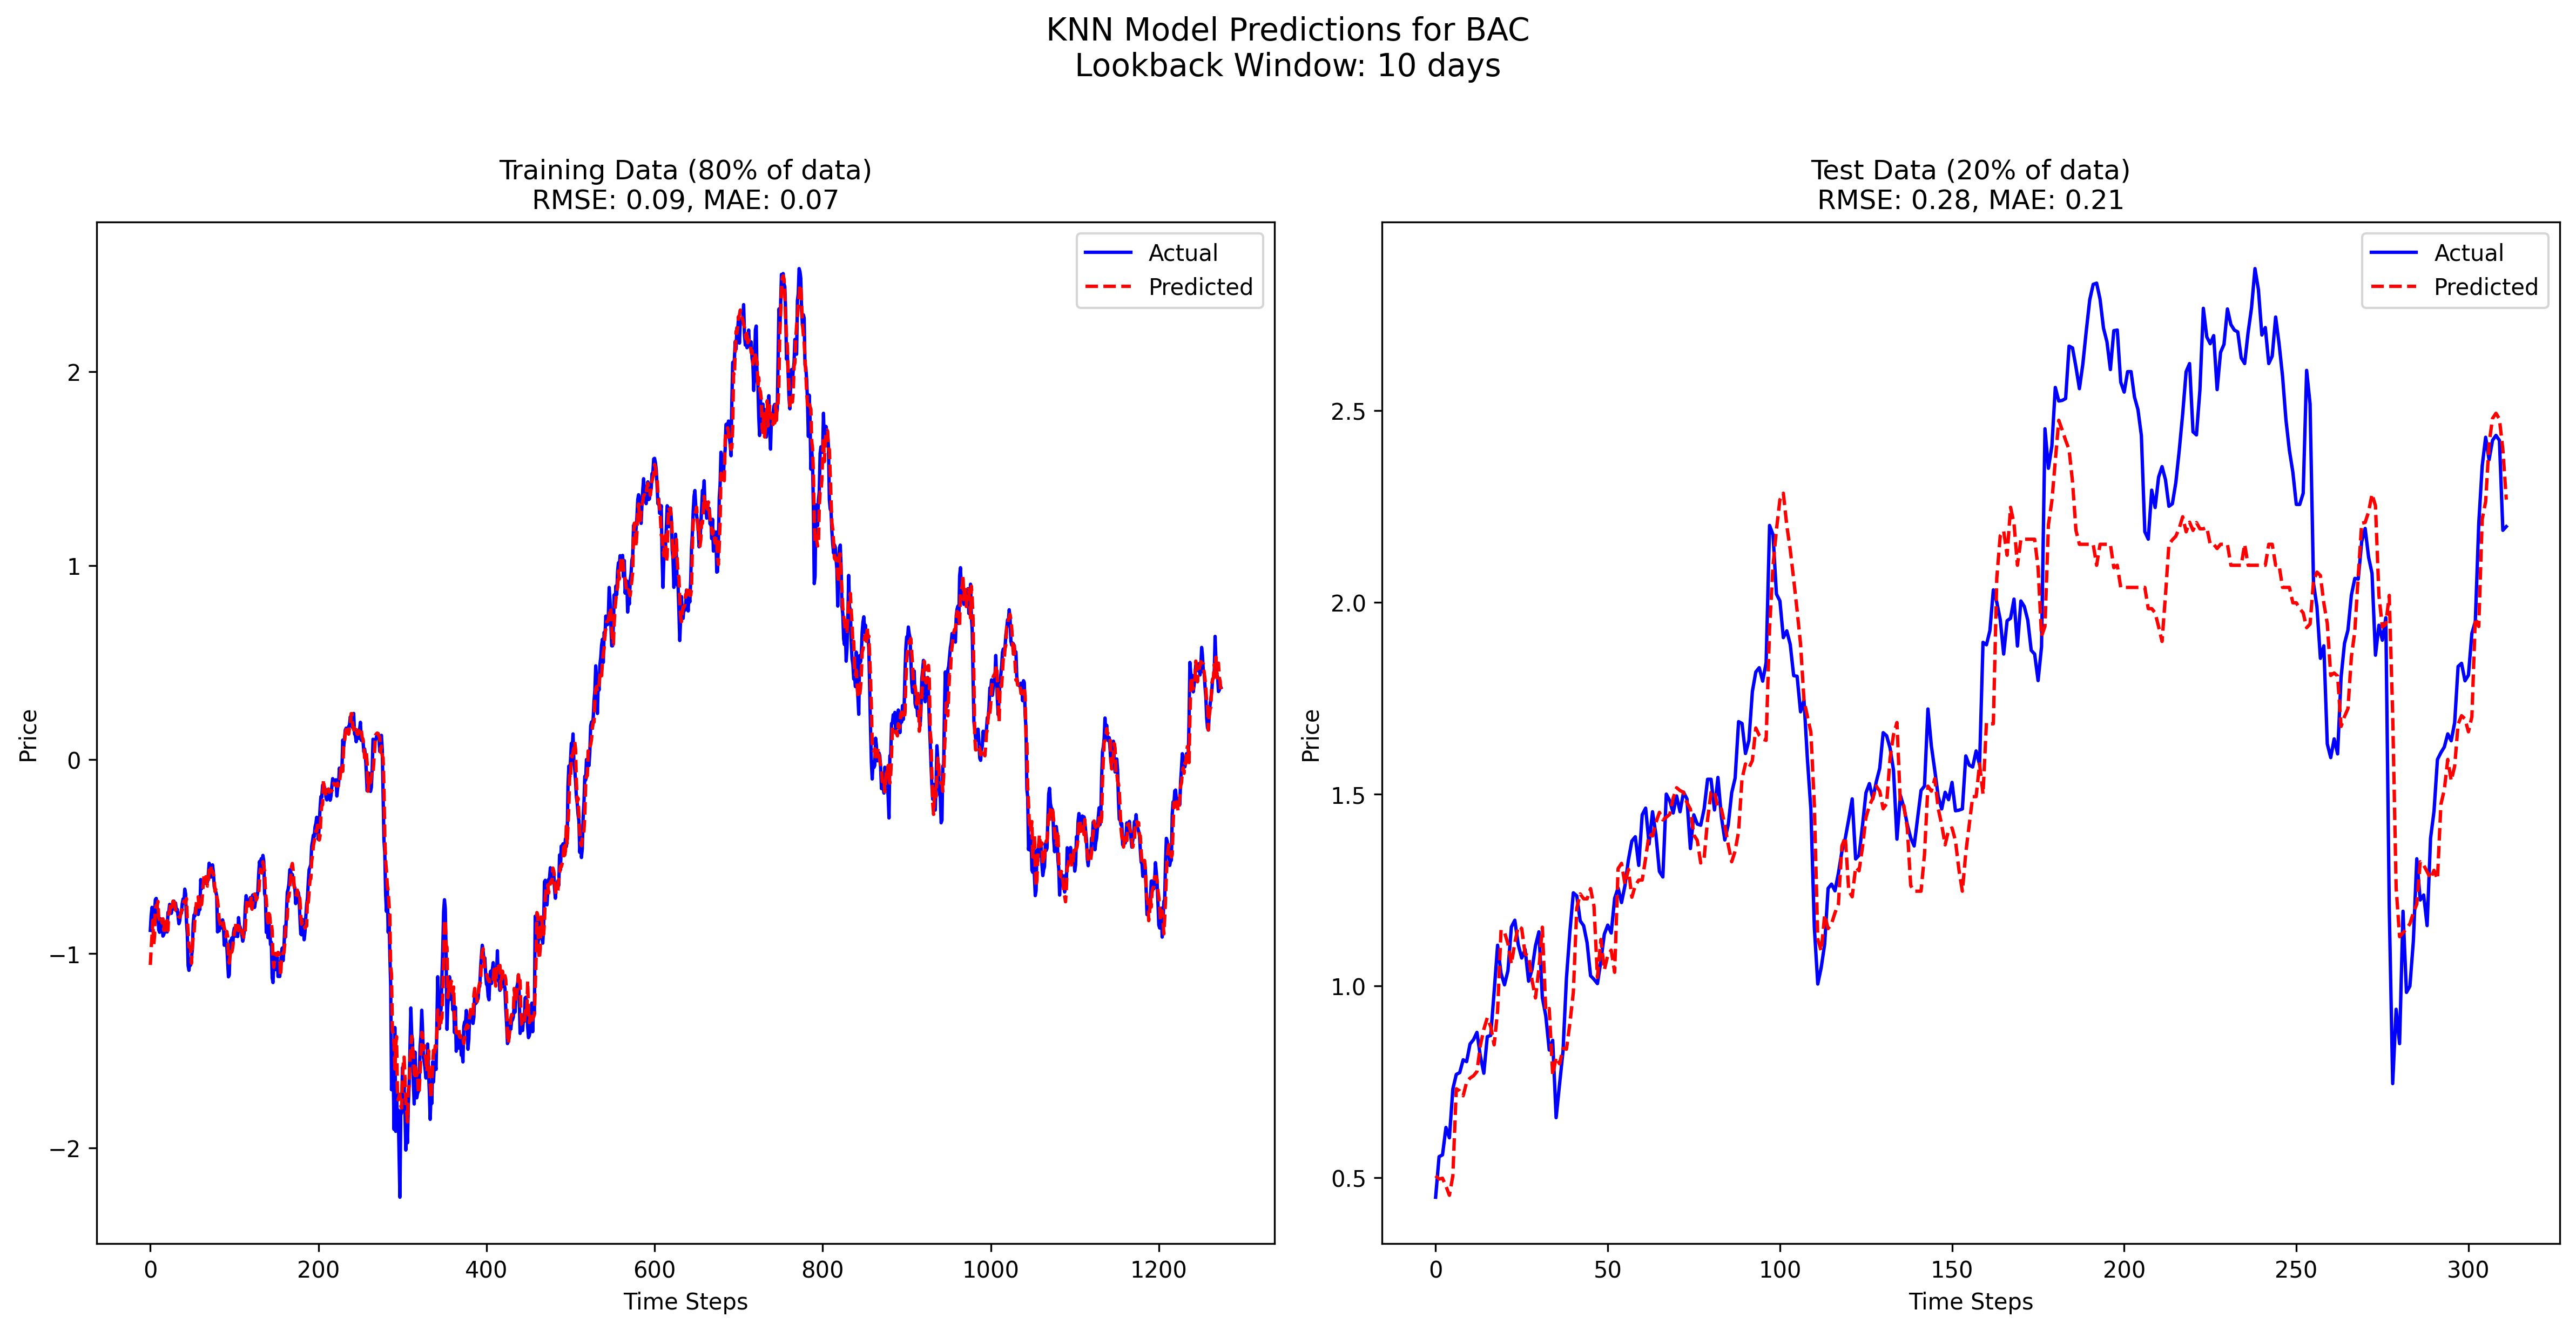 KNN Model Predictions for BAC
Lookback Window: 10 days
Training Data (80% of data)
RMSE: 0.09, MAE: 0.07
Actual
Predicted
Price
2
1
0
−1
−2
0 200 400 600 800 1000 1200
Time Steps
Test Data (20% of data)
RMSE: 0.28, MAE: 0.21
Actual
Predicted
Price
2.5
2.0
1.5
1.0
0.5
0 50 100 150 200 250 300
Time Steps